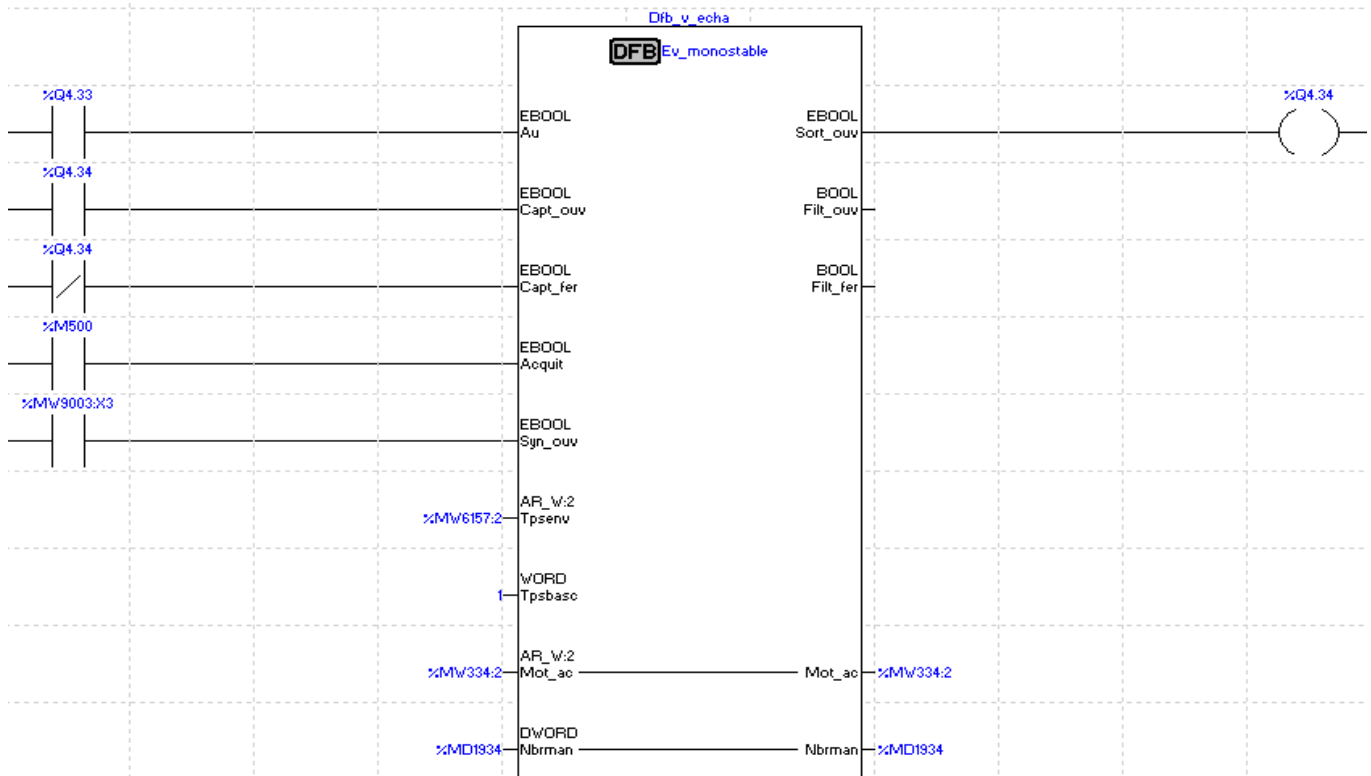 Dfb_v_echa
DFB Ev_monostable
%Q4.33
%Q4.34
EBOOL
EBOOL
Au
Sort_ouv
%Q4.34
EBOOL
BOOL
Capt_ouv
Filt_ouv
%Q4.34
EBOOL
BOOL
Capt_fer
Filt_fer
%M500
EBOOL
Acquit
%MW9003:X3
EBOOL
Syn_ouv
AR_W:2
%MW6157:2 Tpsenv
WORD
1 Tpsbasc
AR_W:2
%MW334:2 Mot_ac Mot_ac %MW334:2
DWORD
%MD1934 Nbrman Nbrman %MD1934